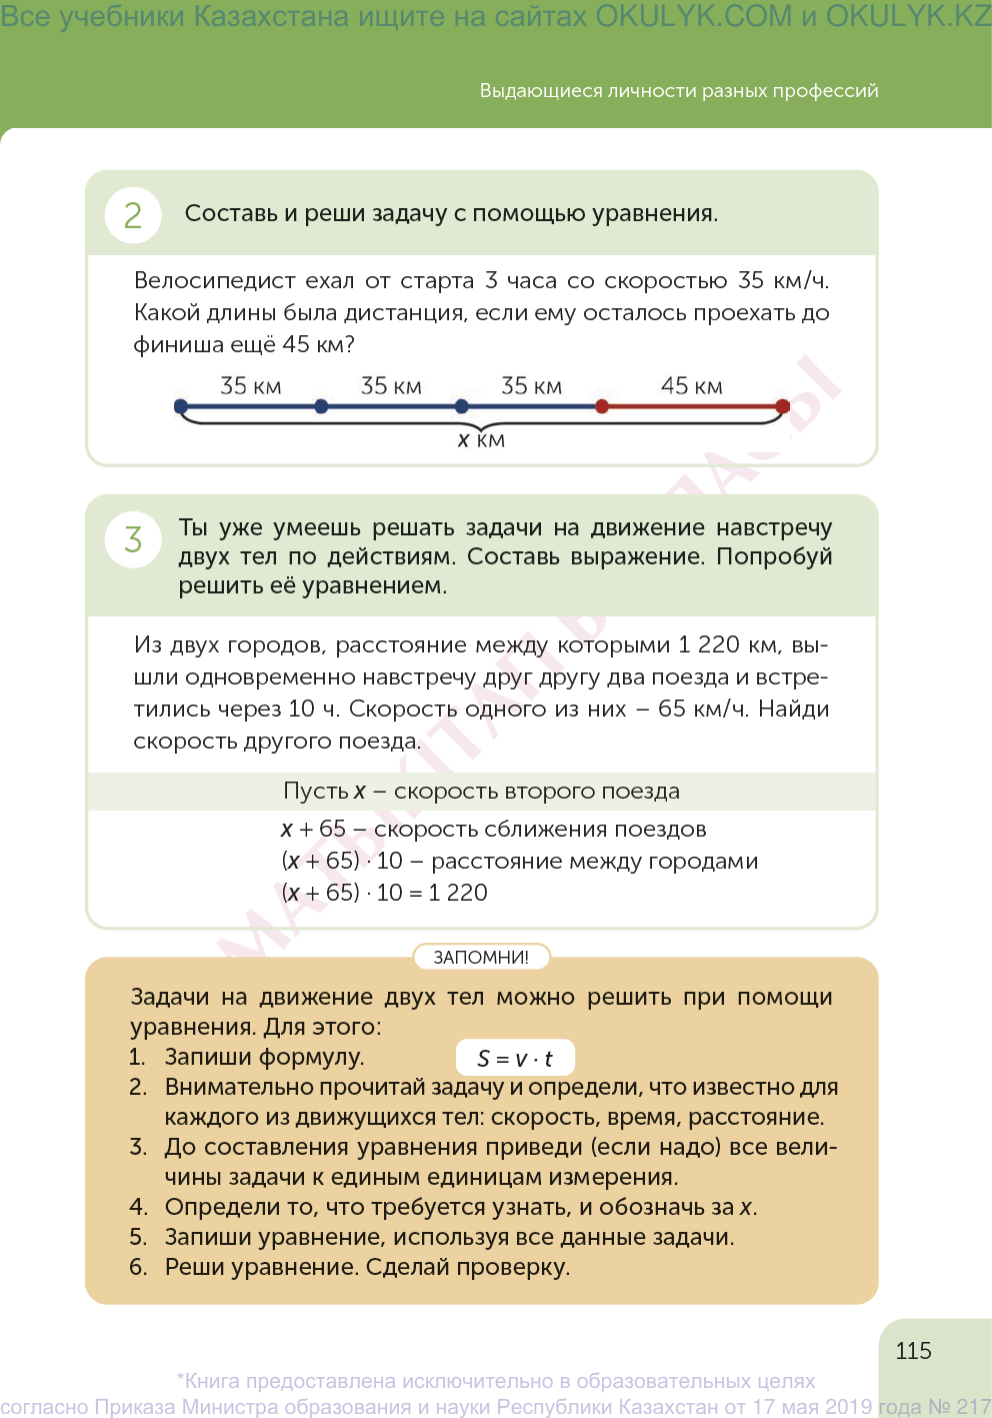 Все учебники Казахстана ищите на сайтах OKULYK.COM и OKULYK.KZ
Выдающиеся личности разных профессий
2
Составь и реши задачу с помощью уравнения.
Велосипедист ехал от старта 3 часа со скоростью 35 км/ч.
Какой длины была дистанция, если ему осталось проехать до
финиша ещё 45 км?
35 км 35 км 35 км 45 км
x км
3
Ты уже умеешь решать задачи на движение навстречу
двух тел по действиям. Составь выражение. Попробуй
решить её уравнением.
Из двух городов, расстояние между которыми 1 220 км, вы-
шли одновременно навстречу друг другу два поезда и встре-
тились через 10 ч. Скорость одного из них – 65 км/ч. Найди
скорость другого поезда.
Пусть x – скорость второго поезда
x + 65 – скорость сближения поездов
(x + 65) · 10 – расстояние между городами
(x + 65) · 10 = 1 220
ЗАПОМНИ!
Задачи на движение двух тел можно решить при помощи
уравнения. Для этого:
1. Запиши формулу. S = v · t
2. Внимательно прочитай задачу и определи, что известно для
каждого из движущихся тел: скорость, время, расстояние.
3. До составления уравнения приведи (если надо) все вели-
чины задачи к единым единицам измерения.
4. Определи то, что требуется узнать, и обозначь за x.
5. Запиши уравнение, используя все данные задачи.
6. Реши уравнение. Сделай проверку.
115
*Книга предоставлена исключительно в образовательных целях
согласно Приказа Министра образования и науки Республики Казахстан от 17 мая 2019 года № 217